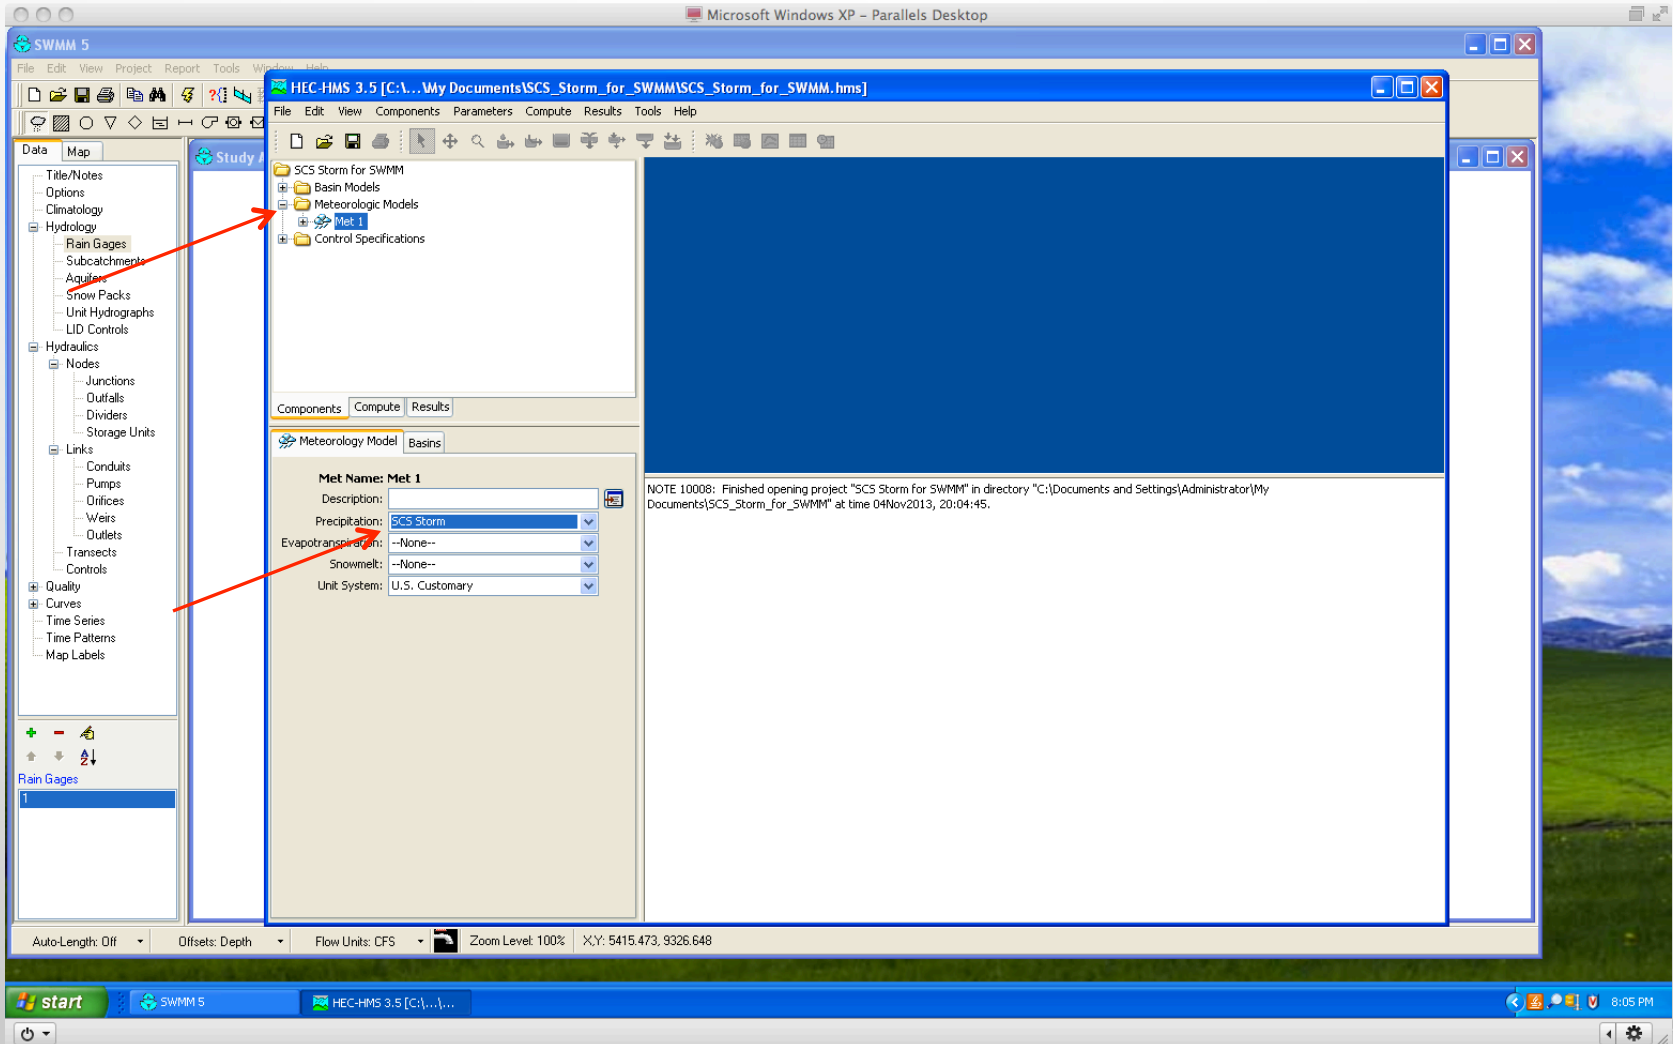 Microsoft Windows XP – Parallels Desktop
SWMM 5
File Edit View Project Report Tools Window Help
HEC-HMS 3.5 [C:\...\My Documents\SCS_Storm_for_SWMM\SCS_Storm_for_SWMM.hms]
File Edit View Components Parameters Compute Results Tools Help
Data Map
Study A
Title/Notes
Options
Climatology
Hydrology
Rain Gages
Subcatchments
Aquifers
Snow Packs
Unit Hydrographs
LID Controls
Hydraulics
Nodes
Junctions
Outfalls
Dividers
Storage Units
Links
Conduits
Pumps
Orifices
Weirs
Outlets
Transects
Controls
Quality
Curves
Time Series
Time Patterns
Map Labels
Rain Gages
1
SCS Storm for SWMM
Basin Models
Meteorologic Models
Met 1
Control Specifications
Components Compute Results
Meteorology Model Basins
Met Name: Met 1
Description:
Precipitation: SCS Storm
Evapotranspiration: --None--
Snowmelt: --None--
Unit System: U.S. Customary
NOTE 10008: Finished opening project "SCS Storm for SWMM" in directory "C:\Documents and Settings\Administrator\My
Documents\SCS_Storm_for_SWMM" at time 04Nov2013, 20:04:45.
Auto-Length: Off Offsets: Depth Flow Units: CFS Zoom Level: 100% X,Y: 5415.473, 9326.648
start SWMM 5 HEC-HMS 3.5 [C:\...\... 8:05 PM